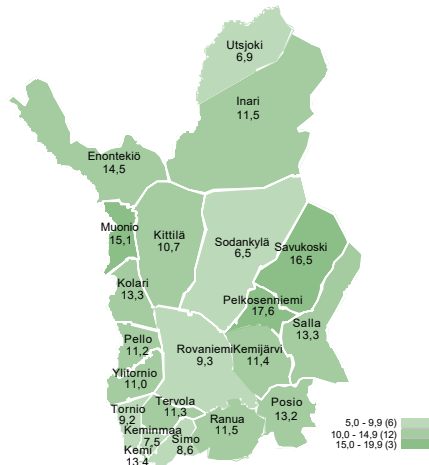 Utsjoki
6,9
Inari
11,5
Enontekiö
14,5
Muonio
15,1
Kittilä
10,7
Sodankylä
6,5
Savukoski
16,5
Kolari
13,3
Pelkosenniemi
17,6
Salla
13,3
Pello
11,2
Rovaniemi
9,3
Kemijärvi
11,4
Ylitornio
11,0
Tornio
9,2
Tervola
11,3
Ranua
11,5
Posio
13,2
Keminmaa
7,5
Simo
8,6
Kemi
13,4
5,0 - 9,9 (6)
10,0 - 14,9 (12)
15,0 - 19,9 (3)